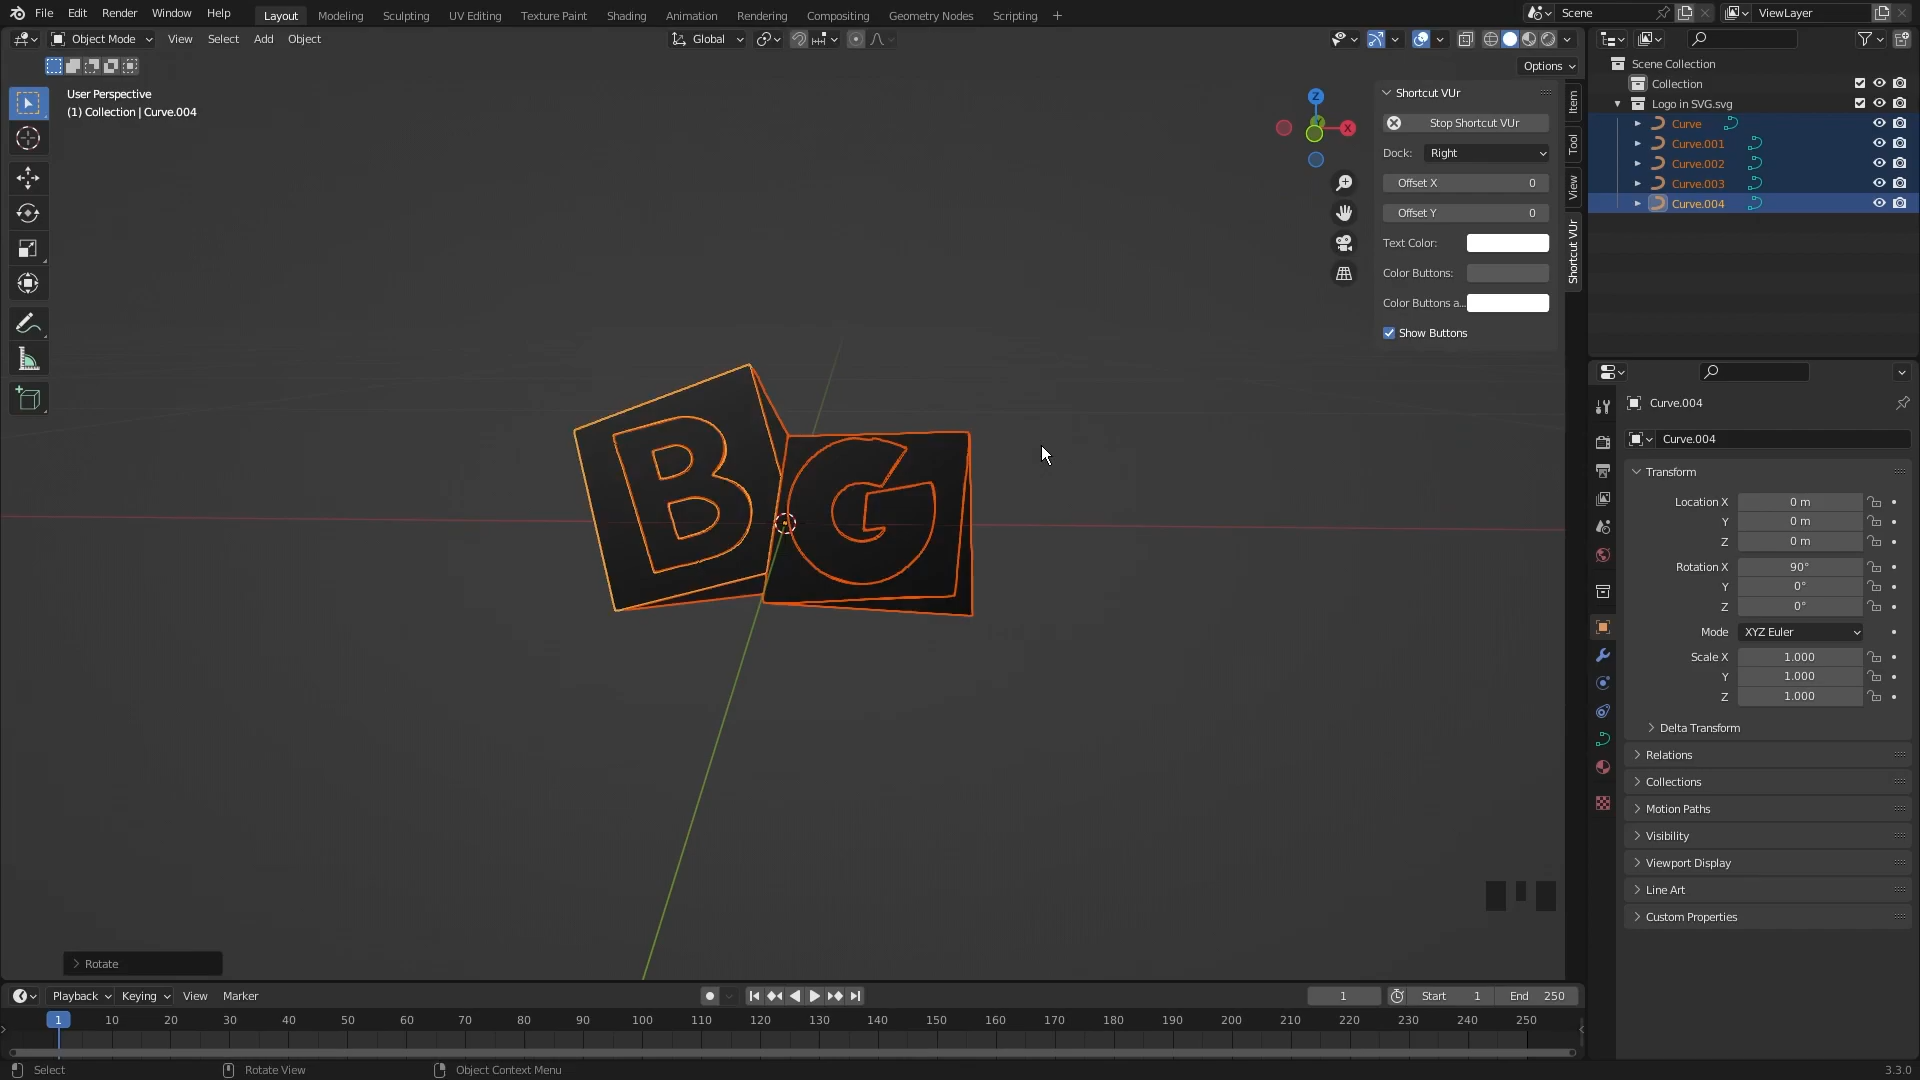 File Edit Render Window Help Layout Modeling Sculpting UV Editing Texture Paint Shading Animation Rendering Compositing Geometry Nodes Scripting + Scene ViewLayer
Object Mode View Select Add Object Global
Options
User Perspective
(1) Collection | Curve.004
Z
X
B
G
Shortcut VUr
Stop Shortcut VUr
Dock: Right
Offset X 0
Offset Y 0
Text Color:
Color Buttons:
Color Buttons a...
Show Buttons
Item
Tool
View
Shortcut VUr
Scene Collection
Collection
Logo in SVG.svg
Curve
Curve.001
Curve.002
Curve.003
Curve.004
Curve.004
Curve.004
Transform
Location X 0 m
Y 0 m
Z 0 m
Rotation X 90°
Y 0°
Z 0°
Mode XYZ Euler
Scale X 1.000
Y 1.000
Z 1.000
Delta Transform
Relations
Collections
Motion Paths
Visibility
Viewport Display
Line Art
Custom Properties
Rotate
Playback Keying View Marker 1 Start 1 End 250
1 10 20 30 40 50 60 70 80 90 100 110 120 130 140 150 160 170 180 190 200 210 220 230 240 250
Select Rotate View Object Context Menu 3.3.0